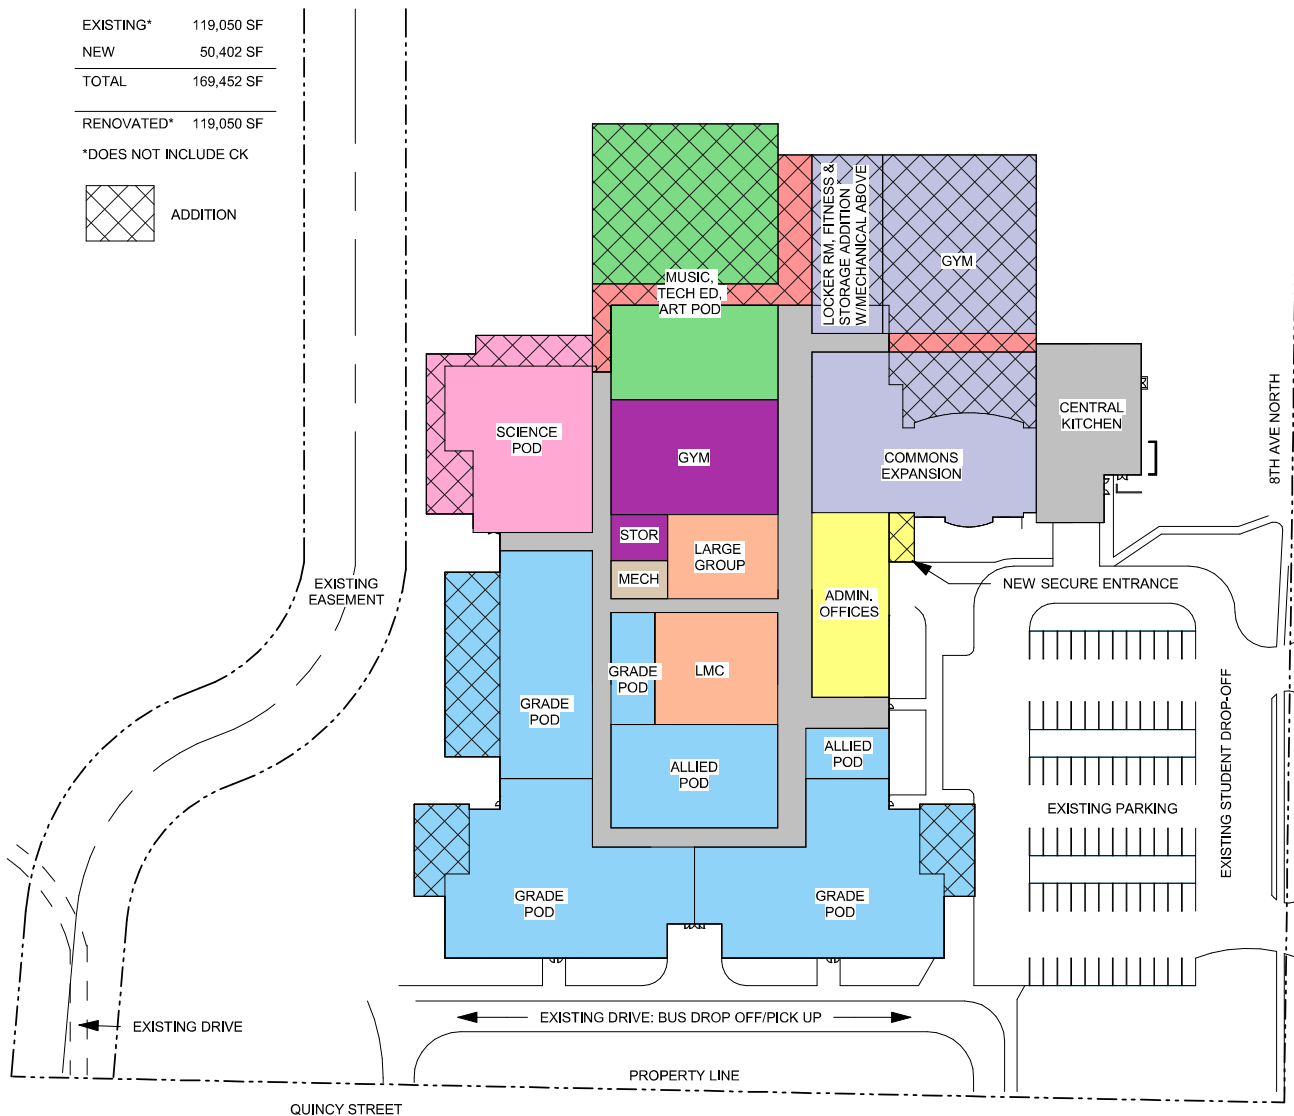 EXISTING* 119,050 SF
NEW 50,402 SF
TOTAL 169,452 SF
RENOVATED* 119,050 SF
*DOES NOT INCLUDE CK
ADDITION
LOCKER RM, FITNESS &
STORAGE ADDITION
W/MECHANICAL ABOVE
GYM
MUSIC,
TECH ED,
ART POD
CENTRAL
KITCHEN
8TH AVE NORTH
SCIENCE
POD
GYM
COMMONS
EXPANSION
STOR
LARGE
GROUP
MECH
EXISTING
EASEMENT
NEW SECURE ENTRANCE
ADMIN.
OFFICES
GRADE
POD
LMC
GRADE
POD
ALLIED
POD
ALLIED
POD
EXISTING STUDENT DROP-OFF
EXISTING PARKING
GRADE
POD
GRADE
POD
EXISTING DRIVE
EXISTING DRIVE: BUS DROP OFF/PICK UP
PROPERTY LINE
QUINCY STREET